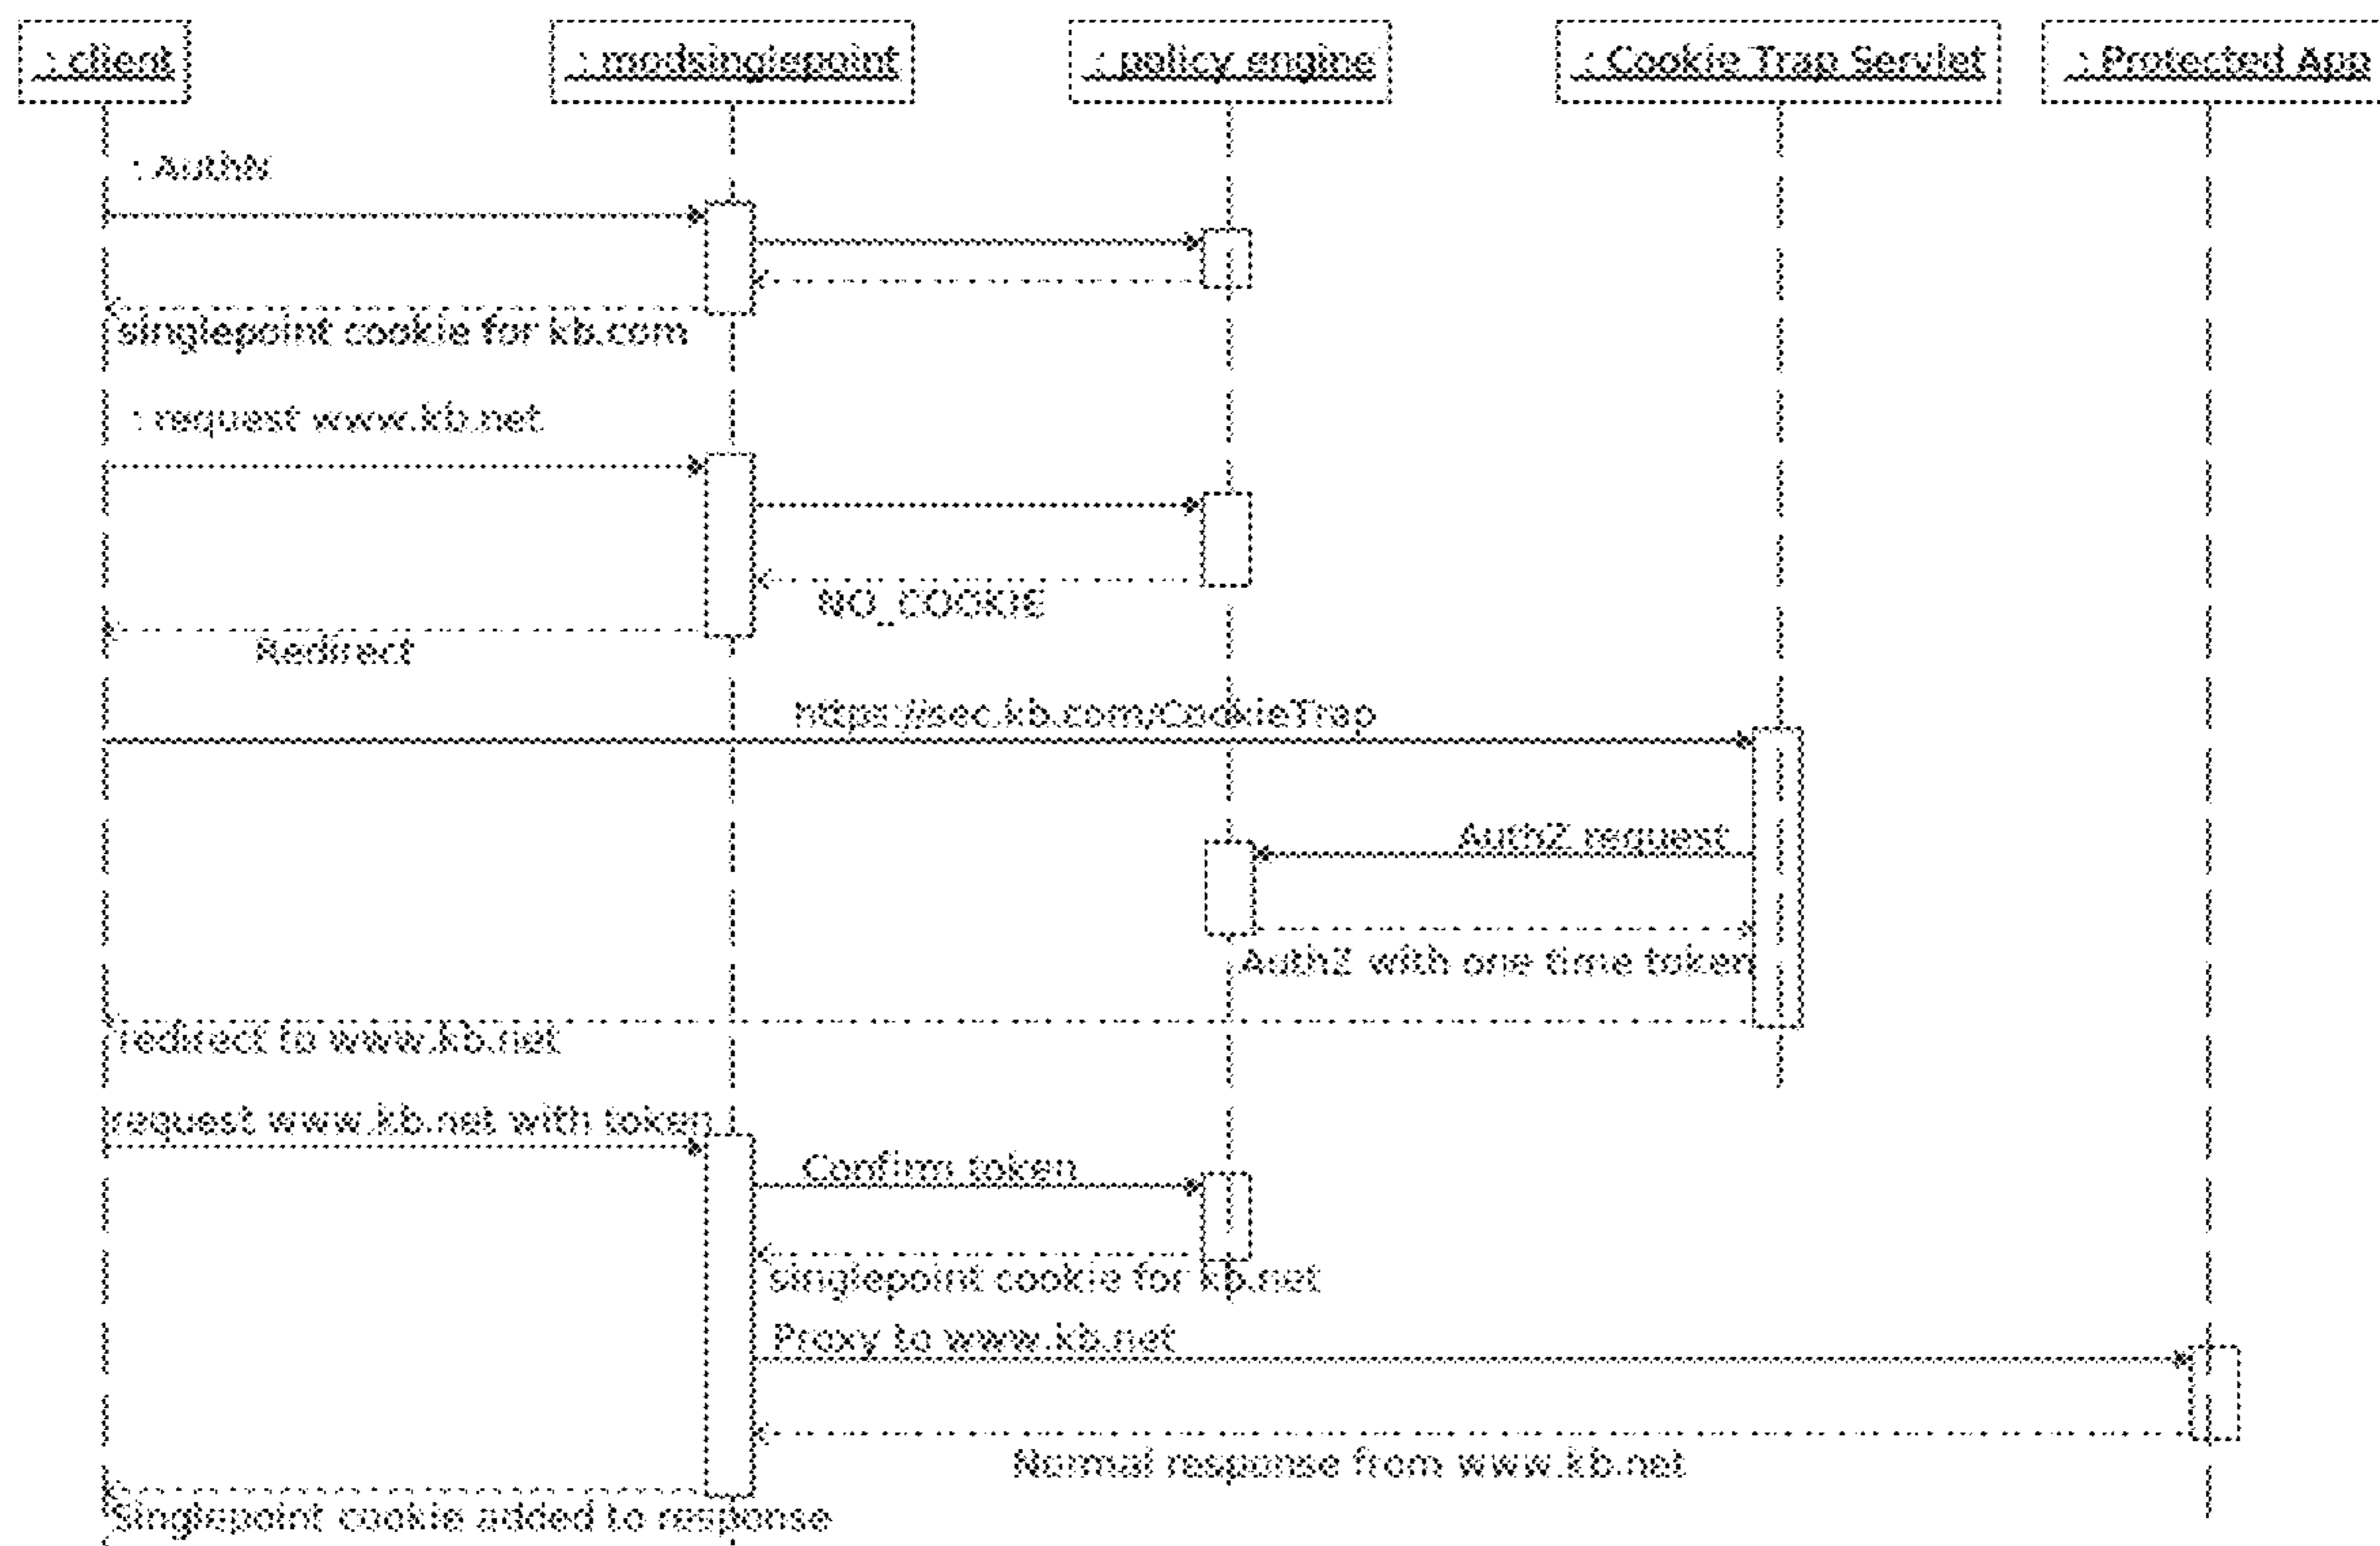 : client
: modsinglepoint
: policy engine
: Cookie Trap Servlet
: Protected App
: AuthN
singlepoint cookie for kb.com
: request www.kb.net
NO_COOKIE
Redirect
https://sec.kb.com/CookieTrap
AuthZ request
AuthZ with one time token
redirect to www.kb.net
request www.kb.net with token
Confirm token
singlepoint cookie for kb.net
Proxy to www.kb.net
Normal response from www.kb.net
Singlepoint cookie added to response